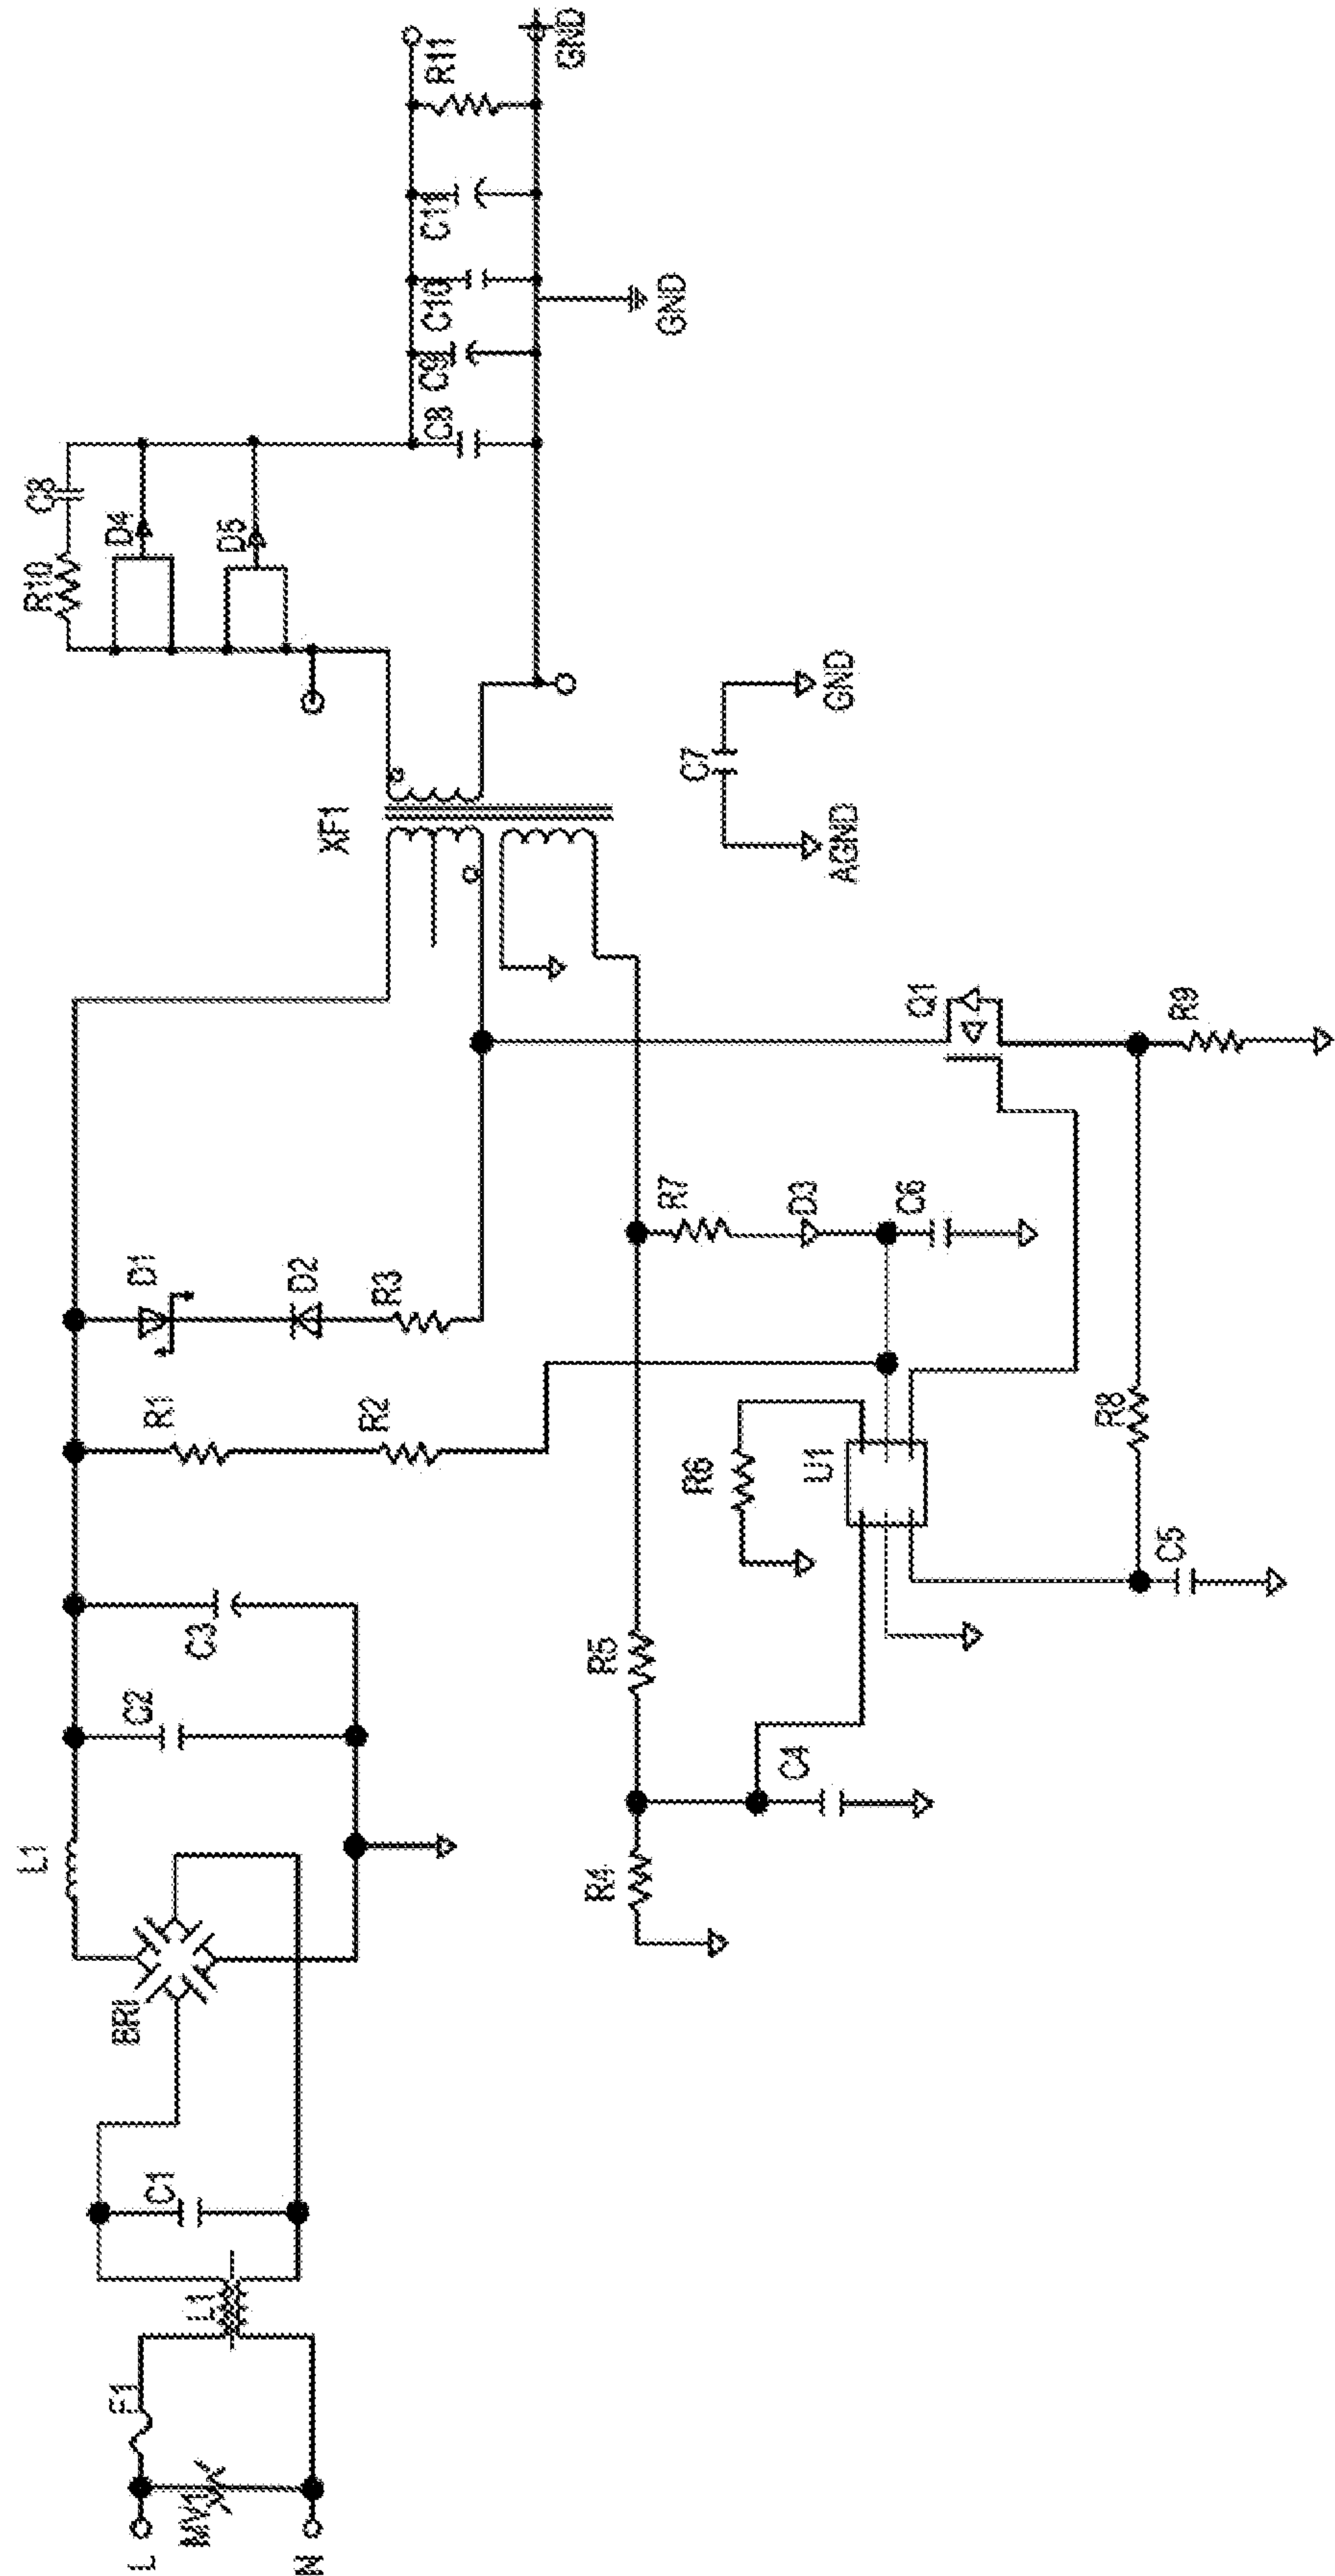 L
N
MV1
F1
L1
C1
BRI
L1
C2
C3
R1
R2
D1
D2
R3
R4
R5
C4
R6
U1
R7
D3
C6
R8
C5
Q1
R9
XF1
C7
AGND
GND
R10
C8
D4
D5
C8
C9
C10
C11
R11
GND
GND